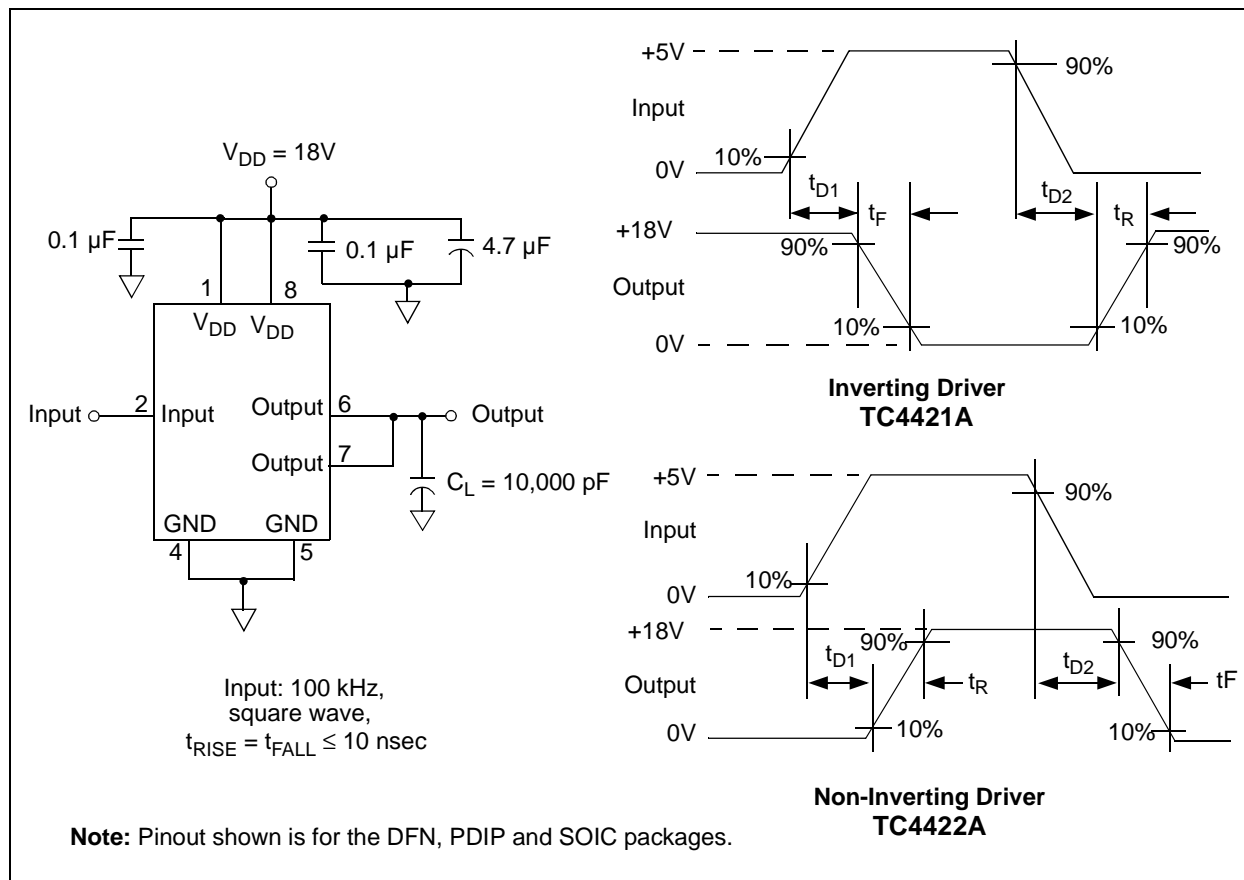 V_DD = 18V
0.1 µF
0.1 µF
4.7 µF
1
8
V_DD
V_DD
Input
2
Input
Output
6
Output
Output
7
C_L = 10,000 pF
GND
GND
4
5
Input: 100 kHz,
square wave,
t_RISE = t_FALL ≤ 10 nsec
+5V
90%
Input
10%
0V
t_D1
t_D2
t_F
t_R
+18V
90%
90%
Output
10%
10%
0V
Inverting Driver
TC4421A
+5V
90%
Input
10%
0V
+18V
90%
90%
t_D1
t_D2
Output
t_R
tF
0V
10%
10%
Non-Inverting Driver
TC4422A
Note: Pinout shown is for the DFN, PDIP and SOIC packages.